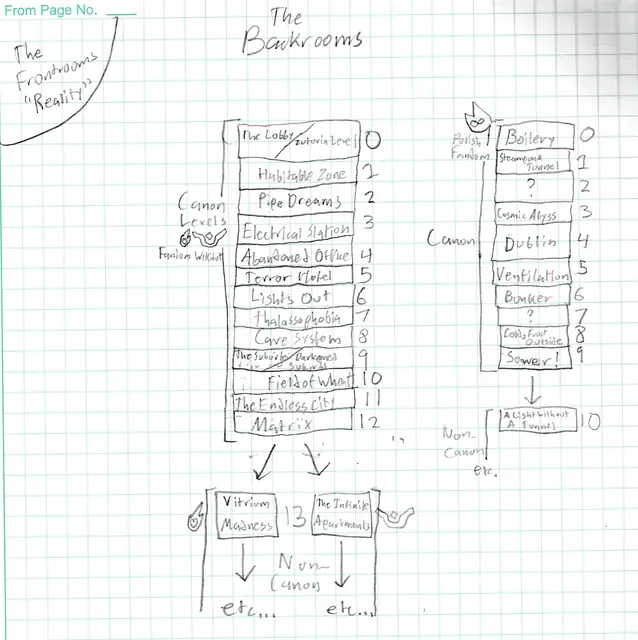 From Page No.
The
Backrooms
The
Frontrooms
"Reality"
The Lobby/Tutorial Level 0
Habitable Zone 1
Pipe Dreams 2
Electrical Station 3
Abandoned Office 4
Terror Hotel 5
Lights Out 6
Thalassophobia 7
Cave System 8
The Suburbs/Darkened Suburbs 9
Field of Wheat 10
The Endless City 11
Matrix 12
Canon
Levels
Fandom Wikidot
Vitrium
Madness
13
The Infinite
Apartments
Non-
Canon
etc...
etc...
Polish
Fandom
Canon
Boilery 0
Steampunk
Tunnel 1
? 2
Cosmic Abyss 3
Dublin 4
Ventilation 5
Bunker 6
? 7
Cold, Frost
Outside 8
Sewer! 9
A Light Without
A Tunnel 10
Non-
Canon
etc.